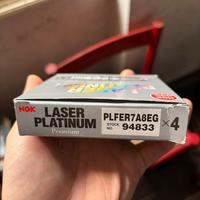 NGK
LASER
PLATINUM
Premium
PLFER7A8EG
STOCK
NO.
94833
×4